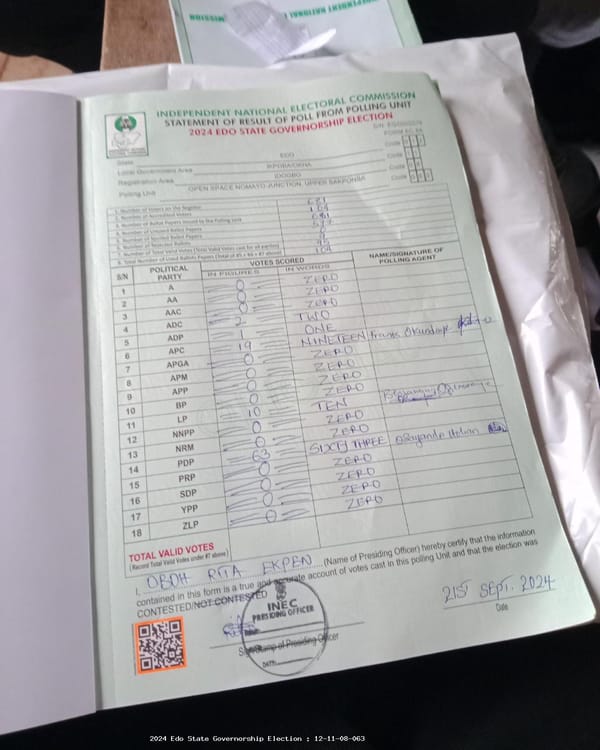 INDEPENDENT NATIONAL ELECTORAL COMMISSION
STATEMENT OF RESULT OF POLL FROM POLLING UNIT
2024 EDO STATE GOVERNORSHIP ELECTION
State EDO Code
Local Government Area IKPOBA/OKHA Code
Registration Area IDOGBO Code
Polling Unit OPEN SPACE NOMAYO JUNCTION, UPPER SAKPONBA Code
1. Number of Voters on the Register
2. Number of Accredited Voters
3. Number of Ballot Papers Issued to the Polling Unit
4. Number of Unused Ballot Papers
5. Number of Spoiled Ballot Papers
6. Number of Rejected Ballots
7. Number of Total Valid Votes (Total Valid Votes cast for all parties)
8. Total Number of Used Ballot Papers (Total of #5 + #6 + #7 above)
S/N POLITICAL PARTY VOTES SCORED NAME/SIGNATURE OF POLLING AGENT
IN FIGURES IN WORDS
1 A 0 ZERO
2 AA 0 ZERO
3 AAC 0 ZERO
4 ADC 2 TWO
5 ADP 1 ONE
6 APC 19 NINETEEN
7 APGA 0 ZERO
8 APM 0 ZERO
9 APP 0 ZERO
10 BP 0 ZERO
11 LP 10 TEN
12 NNPP 0 ZERO
13 NRM 0 ZERO
14 PDP 63 SIXTY THREE
15 PRP 0 ZERO
16 SDP 0 ZERO
17 YPP 0 ZERO
18 ZLP 0 ZERO
TOTAL VALID VOTES
(Record Total Valid Votes under #7 above)
I, OBOH RITA EKPEN (Name of Presiding Officer) hereby certify that the information
contained in this form is a true and accurate account of votes cast in this Polling Unit and that the election was
CONTESTED/NOT CONTESTED
INEC
PRESIDING OFFICER
DATE:
Sign/Stamp of Presiding Officer
21ST SEPT. 2024
Date
2024 Edo State Governorship Election : 12-11-08-063